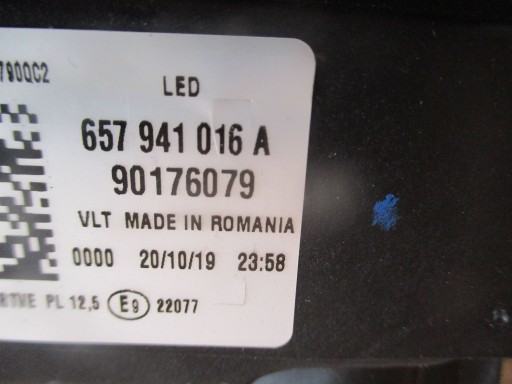 7900C2
LED
657 941 016 A
90176079
VLT MADE IN ROMANIA
0000 20/10/19 23:58
PL 12,5 E9 22077